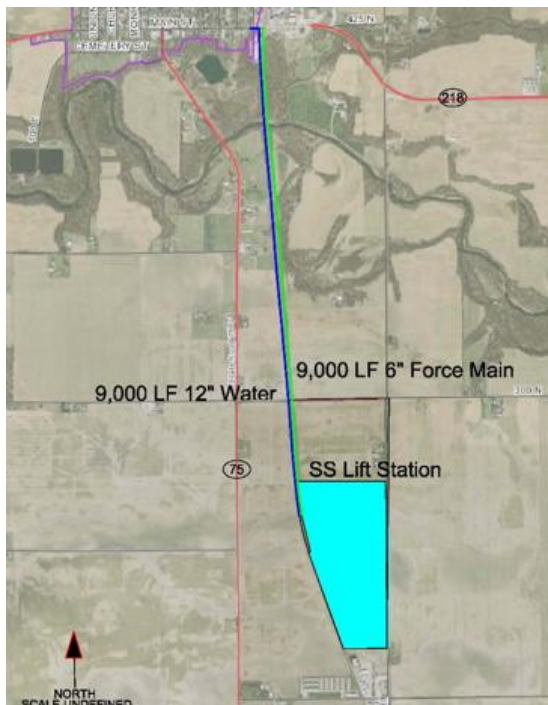 MAIN ST.
425 N
CEMETERY ST
218
9,000 LF 6" Force Main
9,000 LF 12" Water
300 N
75
SS Lift Station
NORTH
SCALE UNDEFINED